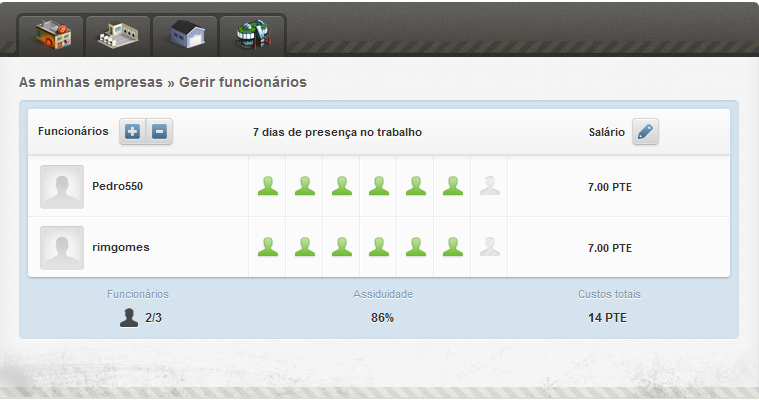 As minhas empresas » Gerir funcionários
Funcionários 7 dias de presença no trabalho Salário
Pedro550 7.00 PTE
rimgomes 7.00 PTE
Funcionários Assiduidade Custos totais
2/3 86% 14 PTE